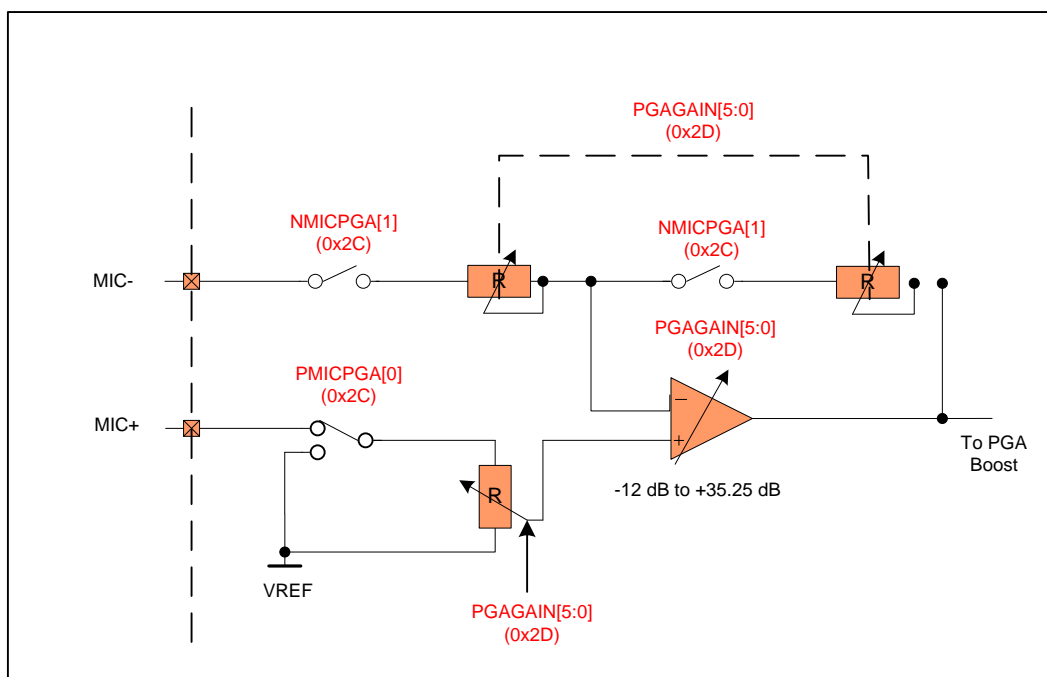 PGAGAIN[5:0]
(0x2D)
NMICPGA[1]
(0x2C)
NMICPGA[1]
(0x2C)
MIC-
R
R
PGAGAIN[5:0]
(0x2D)
PMICPGA[0]
(0x2C)
MIC+
−
+
To PGA
Boost
R
-12 dB to +35.25 dB
VREF
PGAGAIN[5:0]
(0x2D)